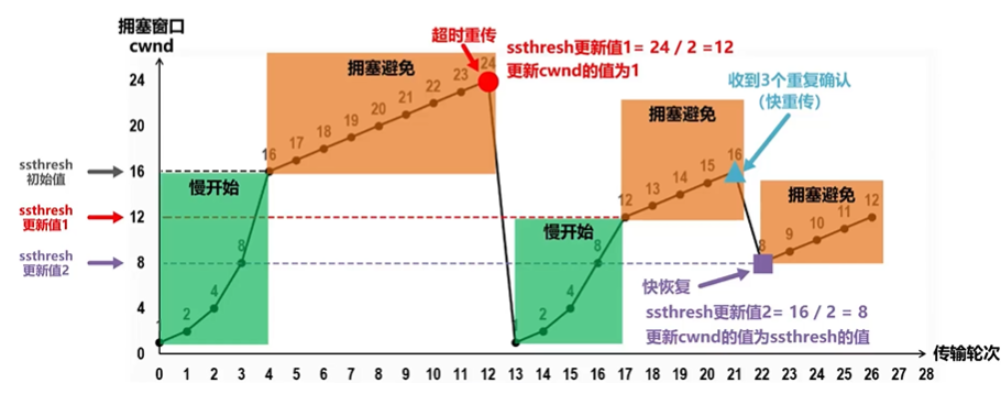 拥塞窗口
cwnd
超时重传
ssthresh更新值1= 24 / 2 =12
更新cwnd的值为1
拥塞避免
收到3个重复确认
（快重传）
拥塞避免
拥塞避免
慢开始
慢开始
ssthresh
初始值
ssthresh
更新值1
ssthresh
更新值2
24
20
16
12
8
4
0
2
4
8
16
17
18
19
20
21
22
23
24
1
2
4
8
12
13
14
15
16
8
9
10
11
12
快恢复
ssthresh更新值2= 16 / 2 = 8
更新cwnd的值为ssthresh的值
0 1 2 3 4 5 6 7 8 9 10 11 12 13 14 15 16 17 18 19 20 21 22 23 24 25 26 27 28
传输轮次